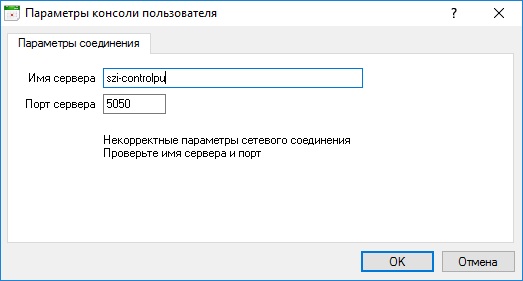 Параметры консоли пользователя
Параметры соединения
Имя сервера szi-controlpu
Порт сервера 5050
Некорректные параметры сетевого соединения
Проверьте имя сервера и порт
OK Отмена